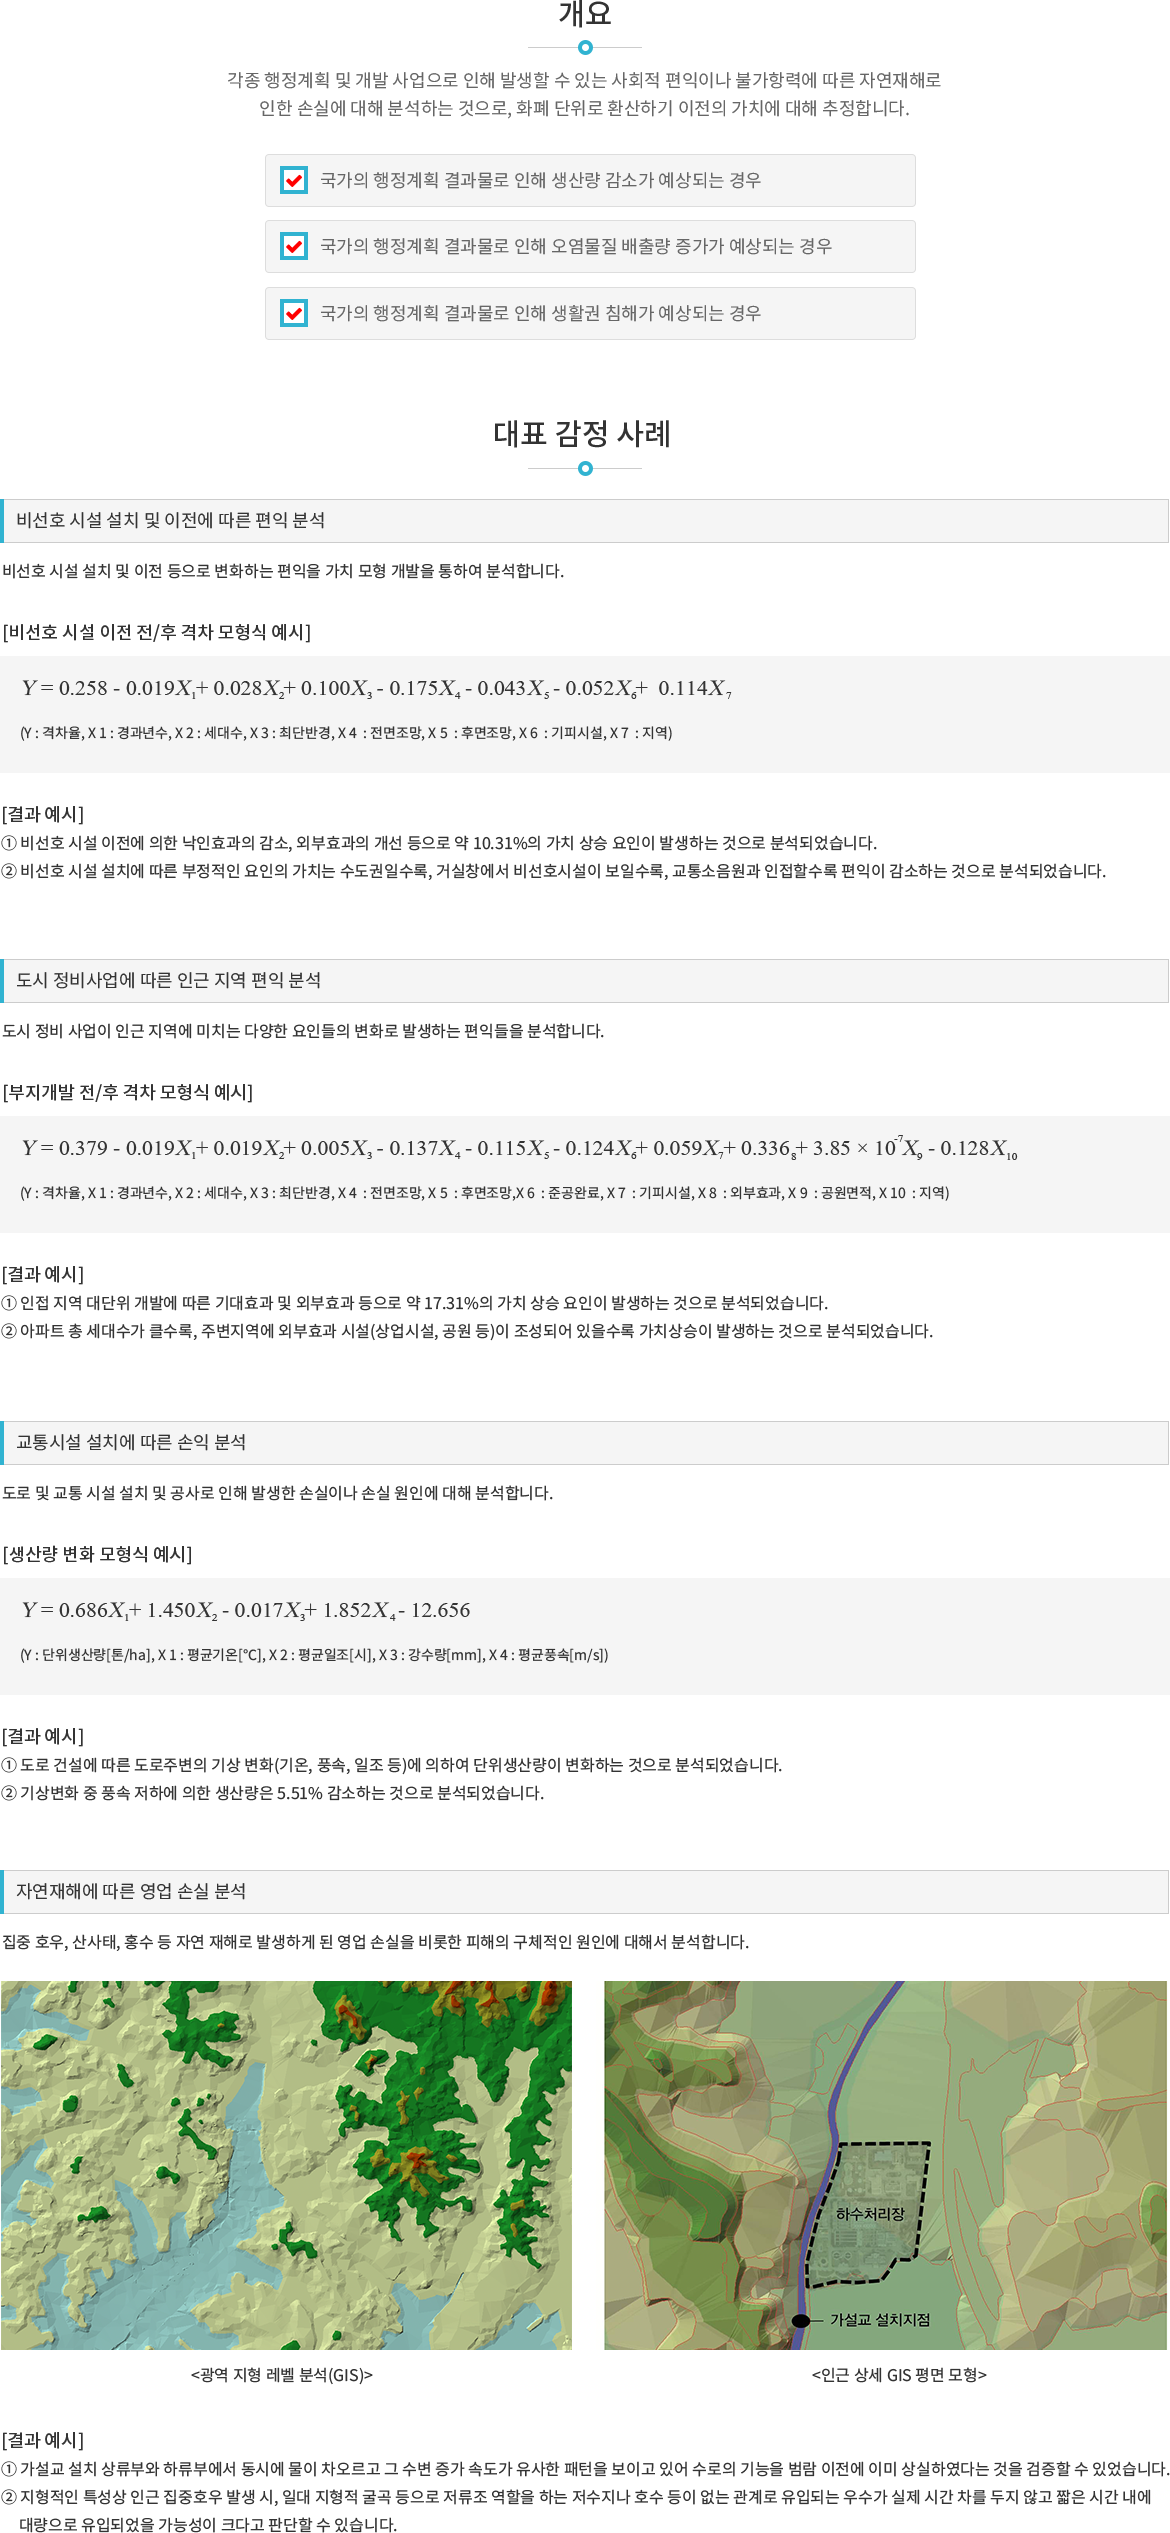 개요
각종 행정계획 및 개발 사업으로 인해 발생할 수 있는 사회적 편익이나 불가항력에 따른 자연재해로
인한 손실에 대해 분석하는 것으로, 화폐 단위로 환산하기 이전의 가치에 대해 추정합니다.
국가의 행정계획 결과물로 인해 생산량 감소가 예상되는 경우
국가의 행정계획 결과물로 인해 오염물질 배출량 증가가 예상되는 경우
국가의 행정계획 결과물로 인해 생활권 침해가 예상되는 경우
대표 감정 사례
비선호 시설 설치 및 이전에 따른 편익 분석
비선호 시설 설치 및 이전 등으로 변화하는 편익을 가치 모형 개발을 통하여 분석합니다.
[비선호 시설 이전 전/후 격차 모형식 예시]
Y = 0.258 - 0.019X₁+ 0.028X₂+ 0.100X₃ - 0.175X₄ - 0.043X₅ - 0.052X₆+ 0.114X₇
(Y : 격차율, X 1 : 경과년수, X 2 : 세대수, X 3 : 최단반경, X 4 : 전면조망, X 5 : 후면조망, X 6 : 기피시설, X 7 : 지역)
[결과 예시]
① 비선호 시설 이전에 의한 낙인효과의 감소, 외부효과의 개선 등으로 약 10.31%의 가치 상승 요인이 발생하는 것으로 분석되었습니다.
② 비선호 시설 설치에 따른 부정적인 요인의 가치는 수도권일수록, 거실창에서 비선호시설이 보일수록, 교통소음원과 인접할수록 편익이 감소하는 것으로 분석되었습니다.
도시 정비사업에 따른 인근 지역 편익 분석
도시 정비 사업이 인근 지역에 미치는 다양한 요인들의 변화로 발생하는 편익들을 분석합니다.
[부지개발 전/후 격차 모형식 예시]
Y = 0.379 - 0.019X₁+ 0.019X₂+ 0.005X₃ - 0.137X₄ - 0.115X₅ - 0.124X₆+ 0.059X₇+ 0.336₈+ 3.85 × 10⁻⁷X₉ - 0.128X₁₀
(Y : 격차율, X 1 : 경과년수, X 2 : 세대수, X 3 : 최단반경, X 4 : 전면조망, X 5 : 후면조망,X 6 : 준공완료, X 7 : 기피시설, X 8 : 외부효과, X 9 : 공원면적, X 10 : 지역)
[결과 예시]
① 인접 지역 대단위 개발에 따른 기대효과 및 외부효과 등으로 약 17.31%의 가치 상승 요인이 발생하는 것으로 분석되었습니다.
② 아파트 총 세대수가 클수록, 주변지역에 외부효과 시설(상업시설, 공원 등)이 조성되어 있을수록 가치상승이 발생하는 것으로 분석되었습니다.
교통시설 설치에 따른 손익 분석
도로 및 교통 시설 설치 및 공사로 인해 발생한 손실이나 손실 원인에 대해 분석합니다.
[생산량 변화 모형식 예시]
Y = 0.686X₁+ 1.450X₂ - 0.017X₃+ 1.852X₄ - 12.656
(Y : 단위생산량[톤/ha], X 1 : 평균기온[℃], X 2 : 평균일조[시], X 3 : 강수량[mm], X 4 : 평균풍속[m/s])
[결과 예시]
① 도로 건설에 따른 도로주변의 기상 변화(기온, 풍속, 일조 등)에 의하여 단위생산량이 변화하는 것으로 분석되었습니다.
② 기상변화 중 풍속 저하에 의한 생산량은 5.51% 감소하는 것으로 분석되었습니다.
자연재해에 따른 영업 손실 분석
집중 호우, 산사태, 홍수 등 자연 재해로 발생하게 된 영업 손실을 비롯한 피해의 구체적인 원인에 대해서 분석합니다.
하수처리장
가설교 설치지점
<광역 지형 레벨 분석(GIS)>
<인근 상세 GIS 평면 모형>
[결과 예시]
① 가설교 설치 상류부와 하류부에서 동시에 물이 차오르고 그 수변 증가 속도가 유사한 패턴을 보이고 있어 수로의 기능을 범람 이전에 이미 상실하였다는 것을 검증할 수 있었습니다.
② 지형적인 특성상 인근 집중호우 발생 시, 일대 지형적 굴곡 등으로 저류조 역할을 하는 저수지나 호수 등이 없는 관계로 유입되는 우수가 실제 시간 차를 두지 않고 짧은 시간 내에
대량으로 유입되었을 가능성이 크다고 판단할 수 있습니다.